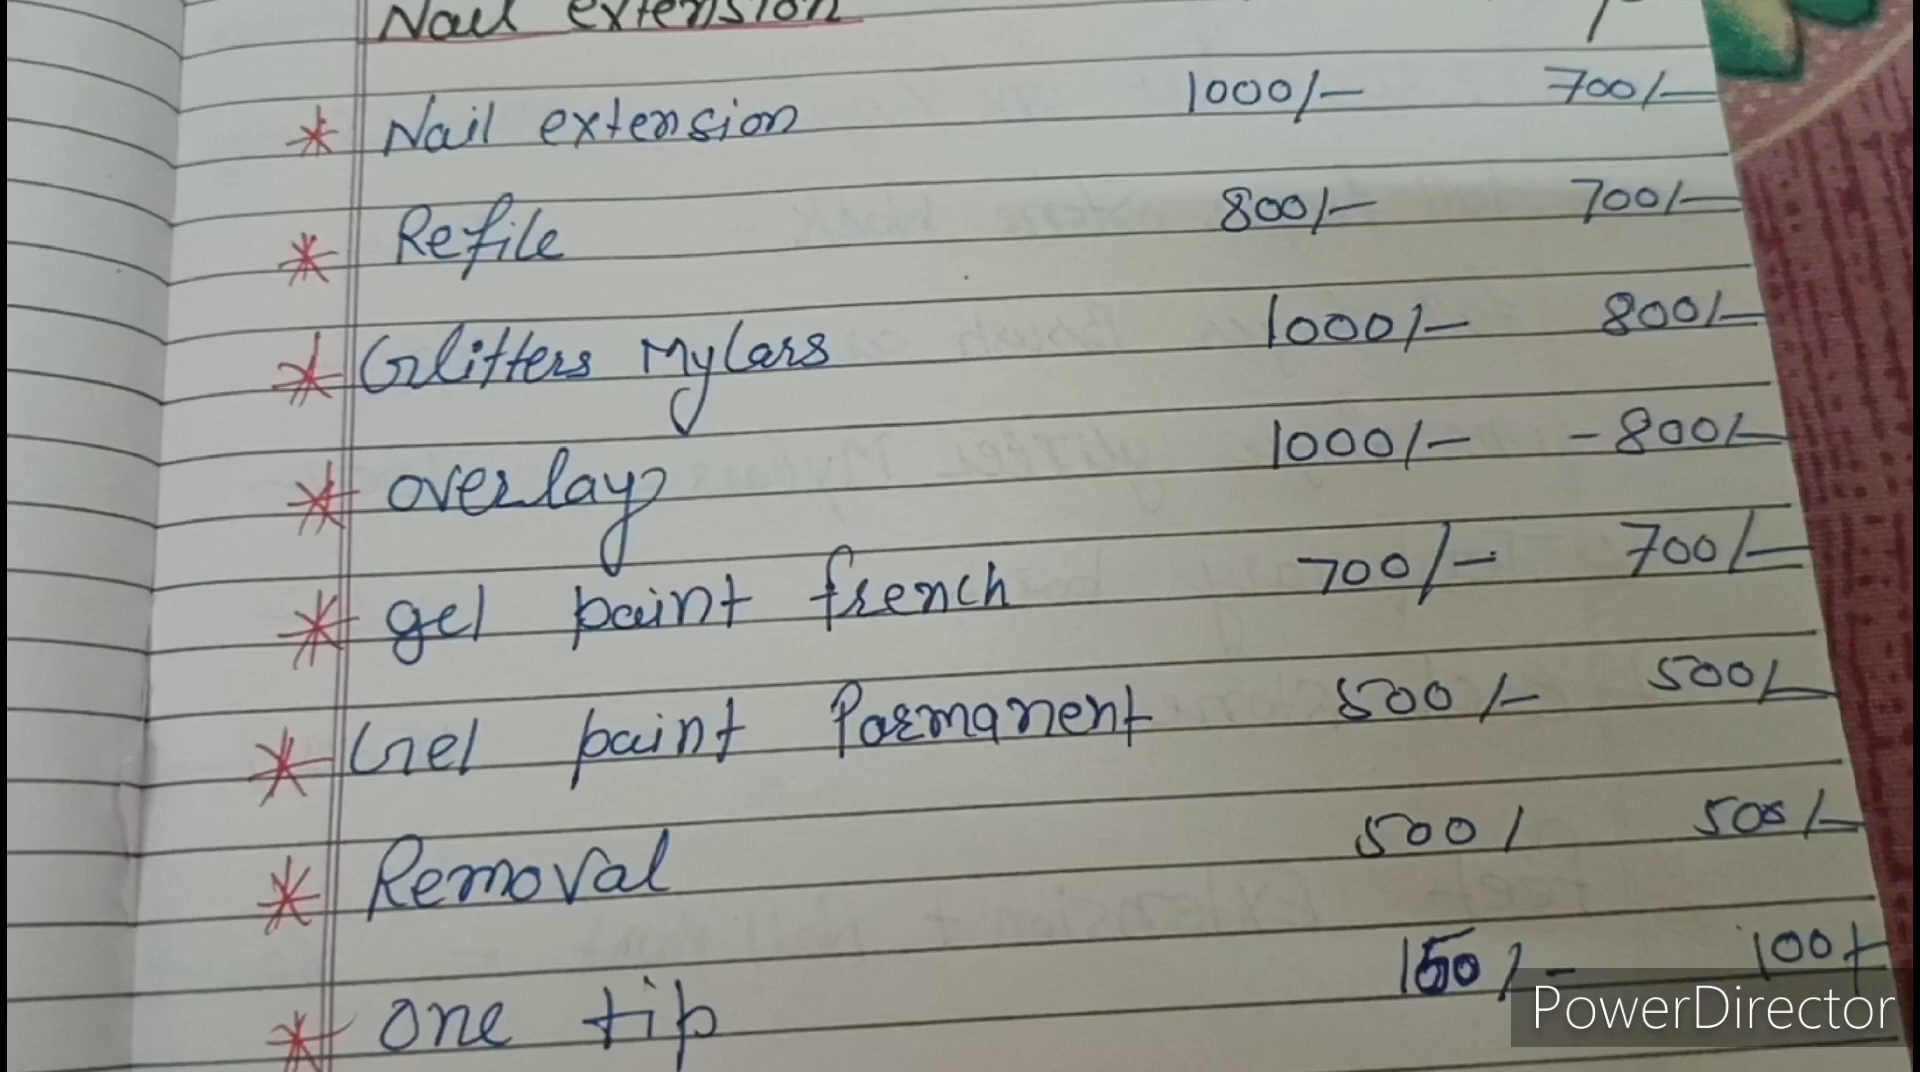 Nail extension
* Nail extension 1000/- 700/-
* Refile 800/- 700/-
* Glitters Mylars 1000/- 800/-
* overlay 1000/- - 800/-
* gel paint french 700/- 700/-
* Gel paint Parmanent 500/- 500/-
* Removal 500/ 500/-
* one tip 150/- 100/-
PowerDirector